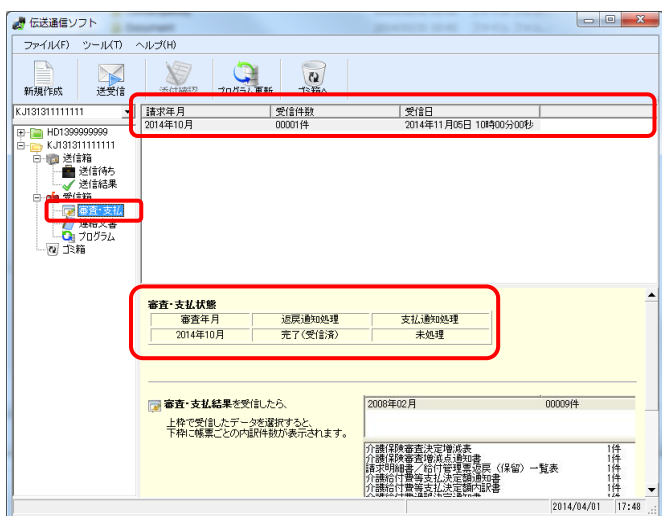 伝送通信ソフト
ファイル(F) ツール(T) ヘルプ(H)
新規作成 送受信 添付確認 プログラム更新 ゴミ箱へ
KJ131311111111
請求年月 受信件数 受信日
2014年10月 00001件 2014年11月05日 10時00分00秒
HD1399999999
KJ131311111111
送信箱
送信待ち
送信結果
受信箱
審査・支払
連絡文書
プログラム
ゴミ箱
審査・支払状態
審査年月 返戻通知処理 支払通知処理
2014年10月 完了(受信済) 未処理
審査・支払結果を受信したら、
上枠で受信したデータを選択すると、
下枠に帳票ごとの内訳件数が表示されます。
2008年02月 00009件
介護保険審査決定増減表 1件
介護保険審査増減点通知書 1件
請求明細書/給付管理票返戻(保留)一覧表 1件
介護給付費等支払決定額通知書 1件
介護給付費等支払決定額内訳書 1件
2014/04/01 17:48